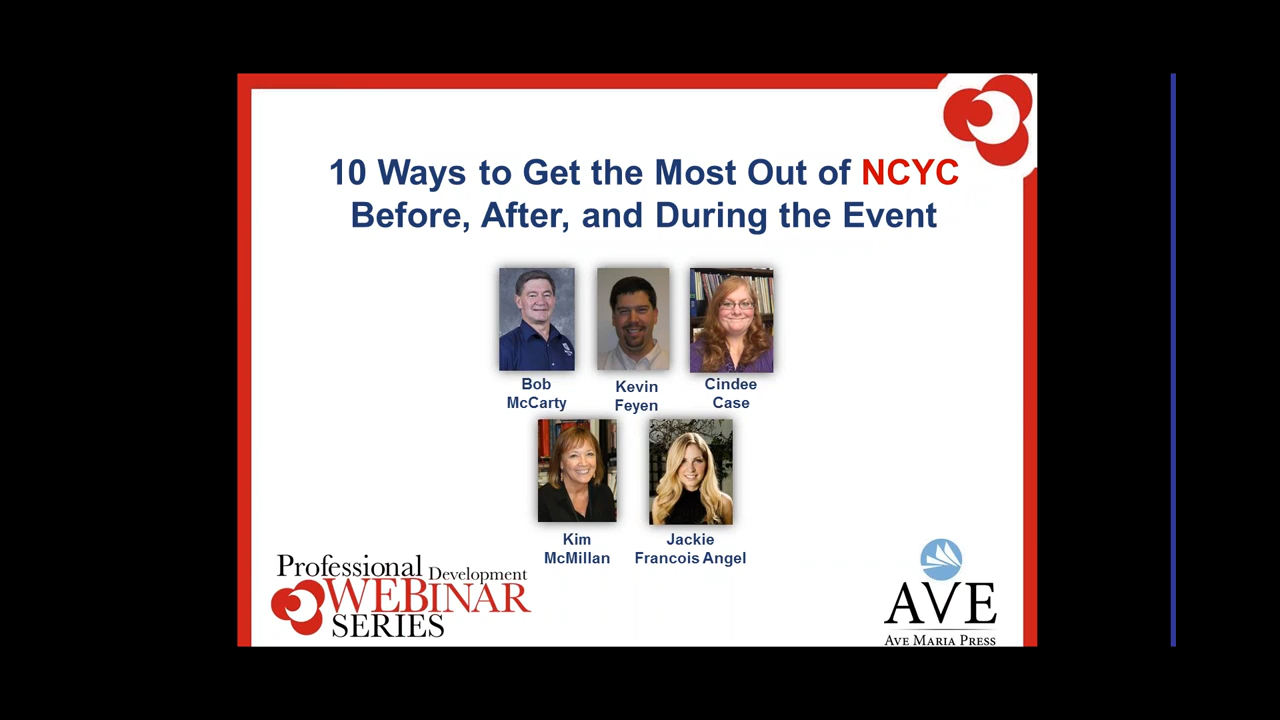 10 Ways to Get the Most Out of NCYC
Before, After, and During the Event
Bob
McCarty
Kevin
Feyen
Cindee
Case
Kim
McMillan
Jackie
Francois Angel
Professional Development
WEBINAR
SERIES
AVE
AVE MARIA PRESS